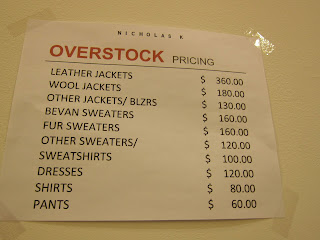 NICHOLAS K
OVERSTOCK PRICING
LEATHER JACKETS $ 360.00
WOOL JACKETS $ 180.00
OTHER JACKETS/ BLZRS $ 130.00
BEVAN SWEATERS $ 160.00
FUR SWEATERS $ 160.00
OTHER SWEATERS/ $ 120.00
SWEATSHIRTS $ 100.00
DRESSES $ 120.00
SHIRTS $ 80.00
PANTS $ 60.00